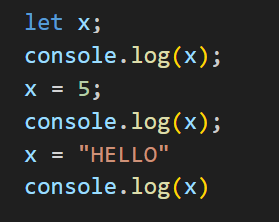 let x;
console.log(x);
x = 5;
console.log(x);
x = "HELLO"
console.log(x)